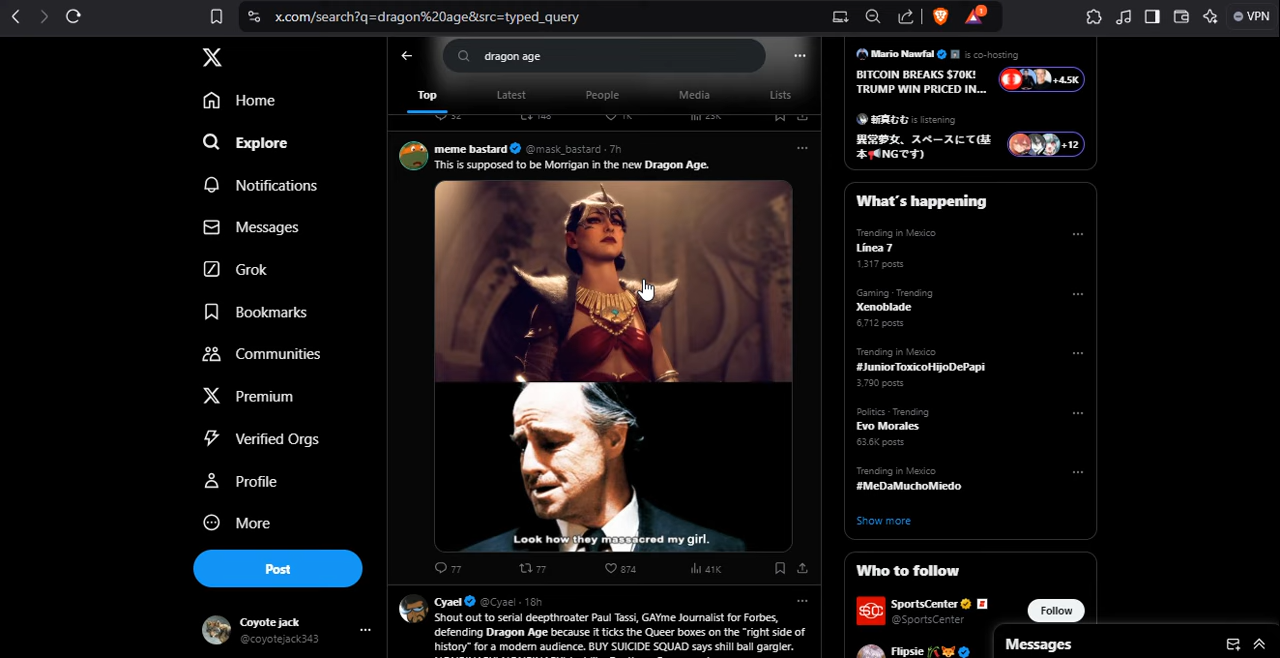 x.com/search?q=dragon%20age&src=typed_query
1
VPN
Home
Explore
Notifications
Messages
Grok
Bookmarks
Communities
Premium
Verified Orgs
Profile
More
Post
Coyote jack
@coyotejack343
dragon age
Top
Latest
People
Media
Lists
meme bastard @mask_bastard · 7h
This is supposed to be Morrigan in the new Dragon Age.
Look how they massacred my girl.
77
77
874
41K
Cyael @Cyael · 18h
Shout out to serial deepthroater Paul Tassi, GAYme Journalist for Forbes,
defending Dragon Age because it ticks the Queer boxes on the "right side of
history" for a modern audience. BUY SUICIDE SQUAD says shill ball gargler.
Mario Nawfal is co-hosting
BITCOIN BREAKS $70K!
TRUMP WIN PRICED IN...
+4.5K
is listening
異常夢女、スペースにて(基
本📢NGです)
+12
What's happening
Trending in Mexico
Línea 7
1,317 posts
Gaming · Trending
Xenoblade
6,712 posts
Trending in Mexico
#JuniorToxicoHijoDePapi
3,790 posts
Politics · Trending
Evo Morales
63.6K posts
Trending in Mexico
#MeDaMuchoMiedo
Show more
Who to follow
SportsCenter
@SportsCenter
Follow
Flipsie
Messages